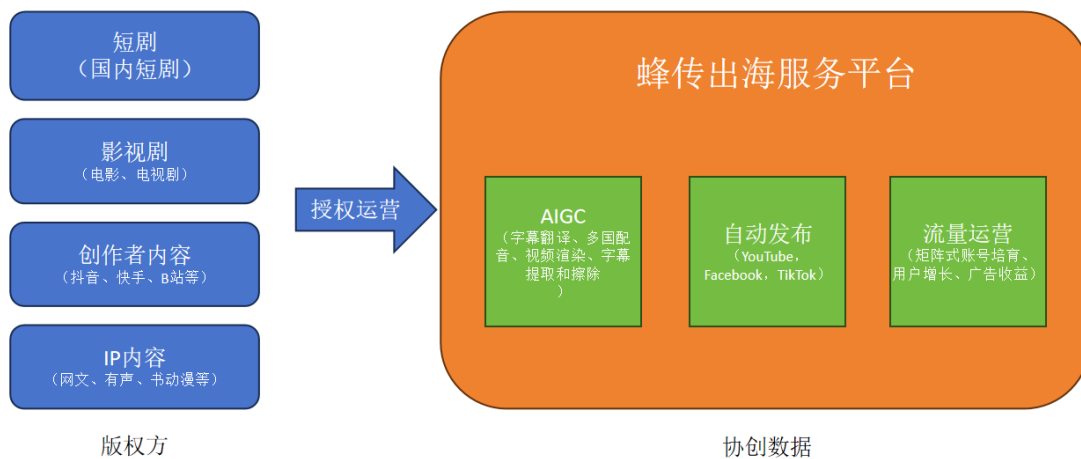 短剧
（国内短剧）
影视剧
（电影、电视剧）
创作者内容
（抖音、快手、B站等）
IP内容
（网文、有声、书动漫等）
版权方
授权运营
蜂传出海服务平台
AIGC
（字幕翻译、多国配
音、视频渲染、字幕
提取和擦除
）
自动发布
（YouTube，
Facebook，TikTok）
流量运营
（矩阵式账号培育、
用户增长、广告收益）
协创数据